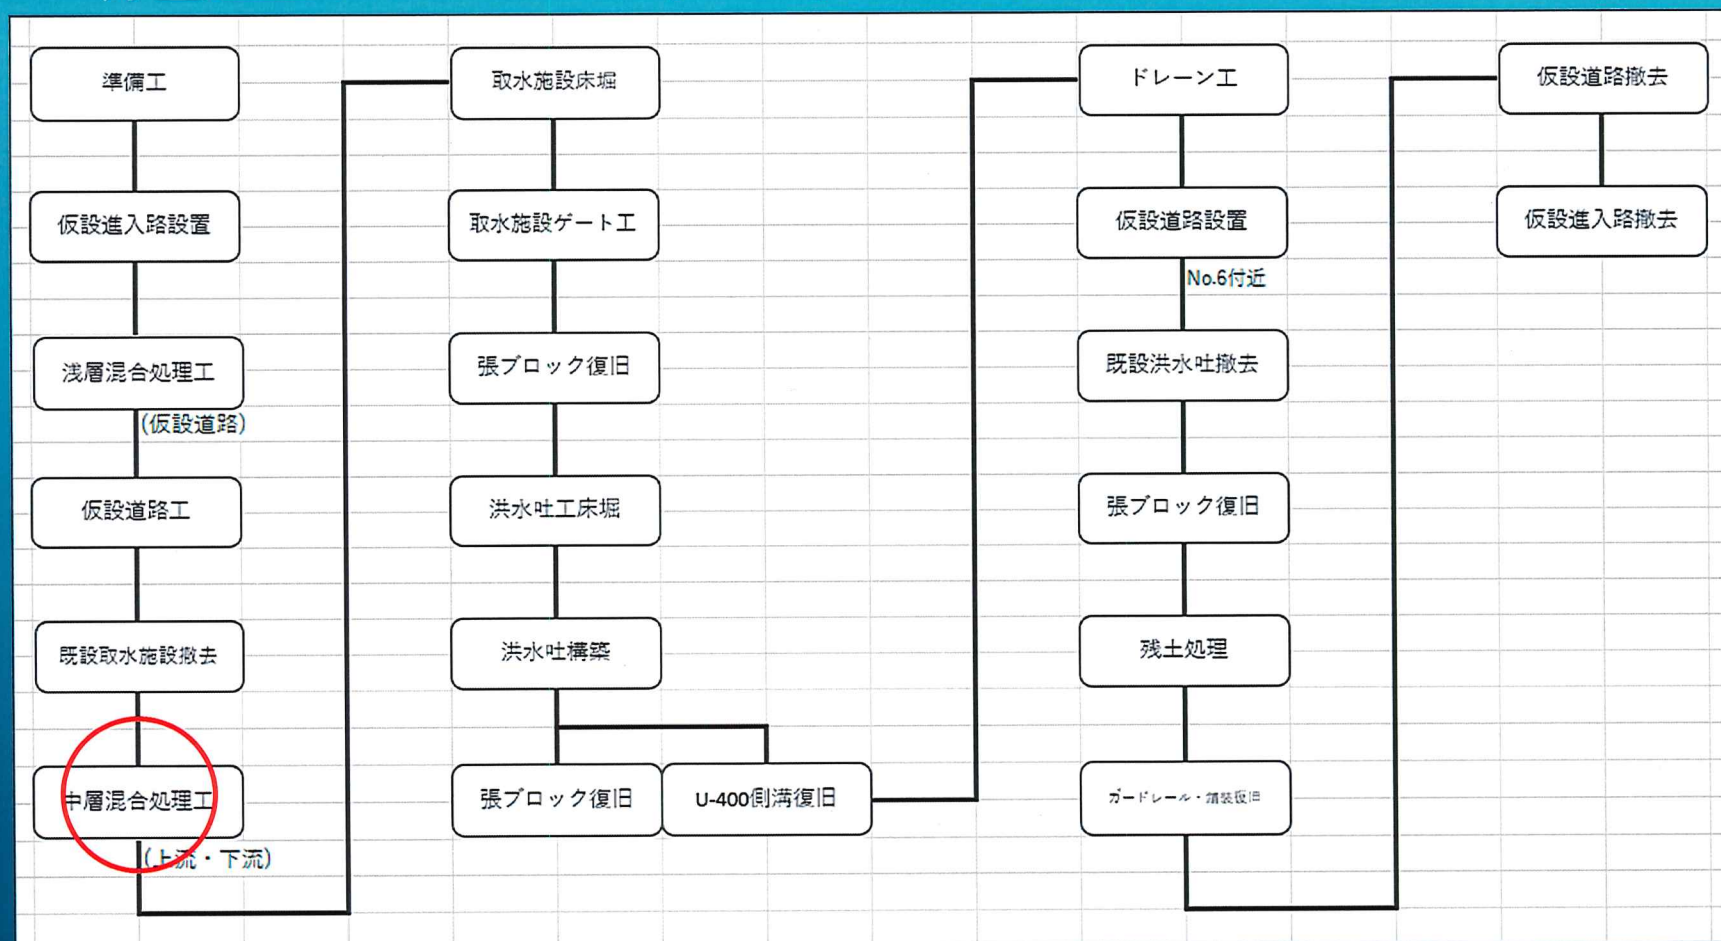 準備工
仮設進入路設置
浅層混合処理工
(仮設道路)
仮設道路工
既設取水施設撤去
中層混合処理工
(上流・下流)
取水施設床堀
取水施設ゲート工
張ブロック復旧
洪水吐工床堀
洪水吐構築
張ブロック復旧
U-400側溝復旧
ドレーン工
仮設道路設置
No.6付近
既設洪水吐撤去
張ブロック復旧
残土処理
ガードレール・舗装復旧
仮設道路撤去
仮設進入路撤去